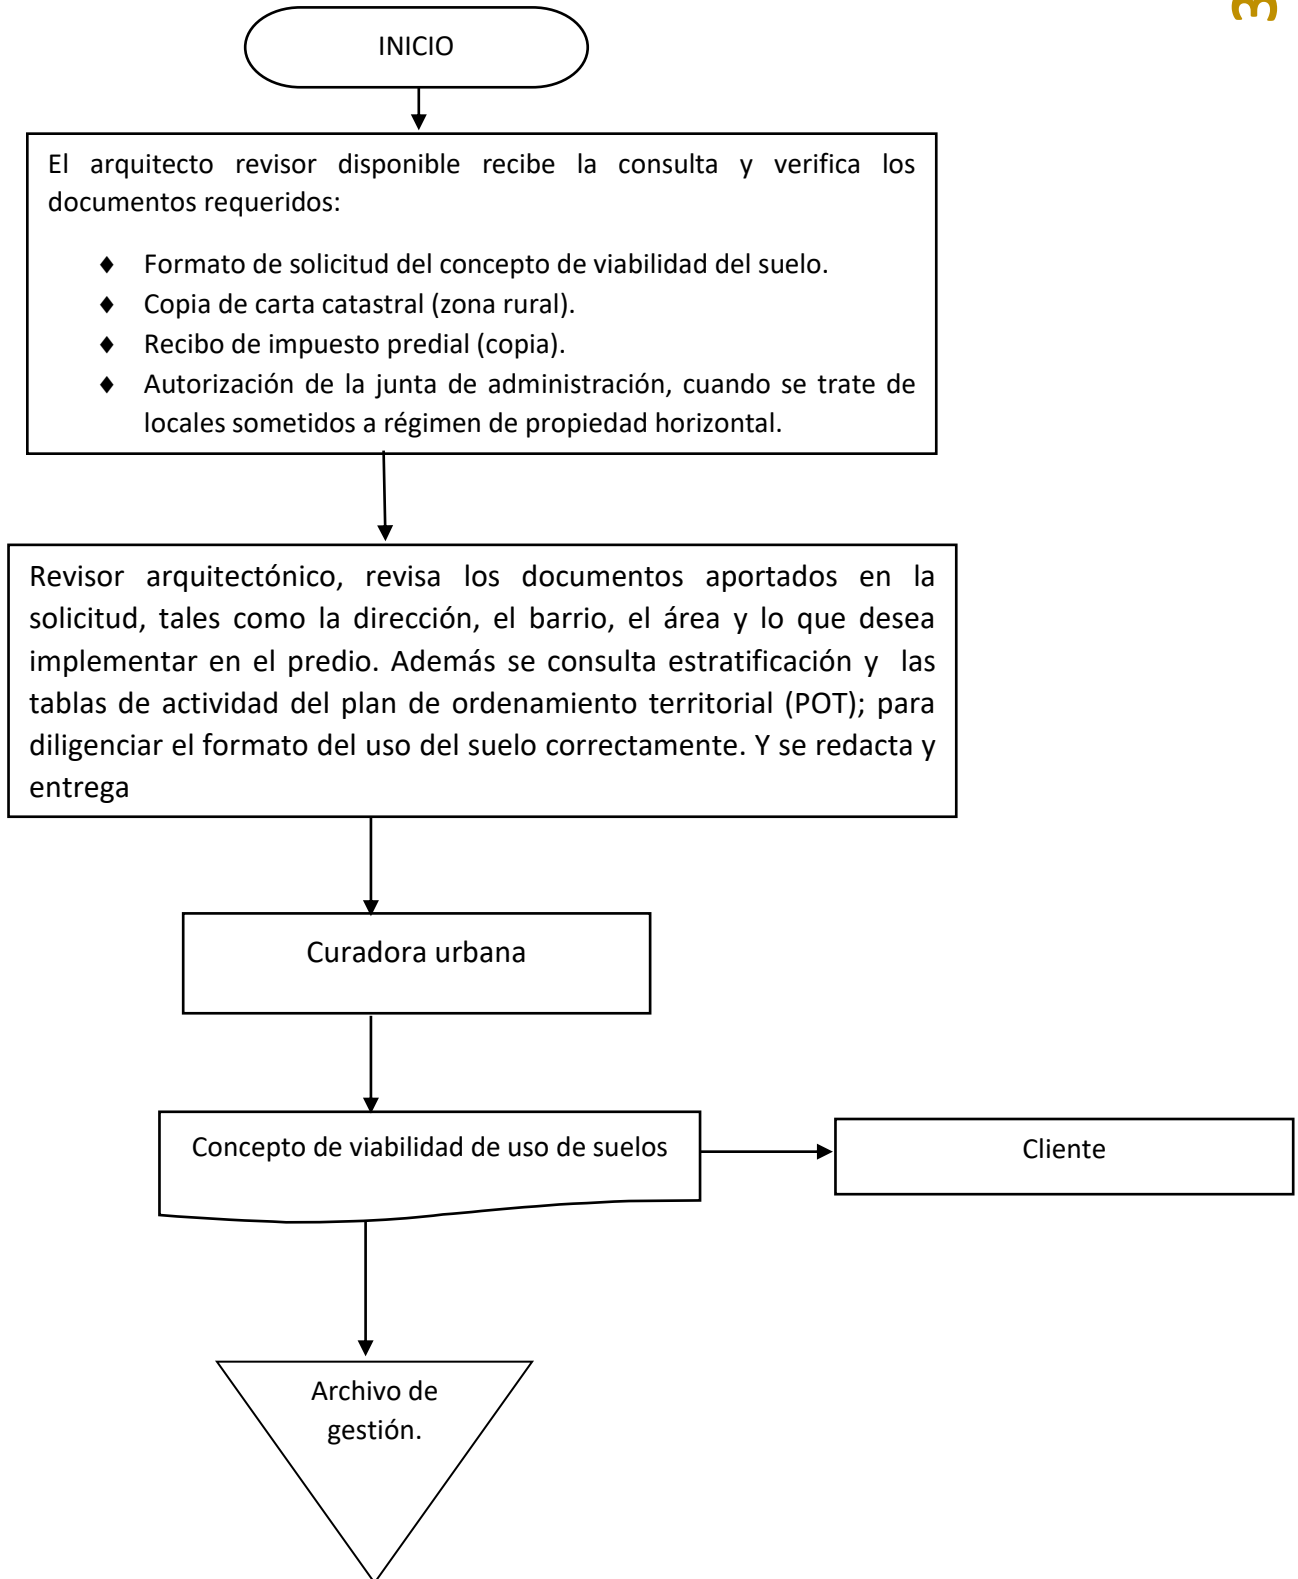 3
INICIO
El arquitecto revisor disponible recibe la consulta y verifica los
documentos requeridos:
♦ Formato de solicitud del concepto de viabilidad del suelo.
♦ Copia de carta catastral (zona rural).
♦ Recibo de impuesto predial (copia).
♦ Autorización de la junta de administración, cuando se trate de
locales sometidos a régimen de propiedad horizontal.
Revisor arquitectónico, revisa los documentos aportados en la
solicitud, tales como la dirección, el barrio, el área y lo que desea
implementar en el predio. Además se consulta estratificación y las
tablas de actividad del plan de ordenamiento territorial (POT); para
diligenciar el formato del uso del suelo correctamente. Y se redacta y
entrega
Curadora urbana
Concepto de viabilidad de uso de suelos
Cliente
Archivo de
gestión.